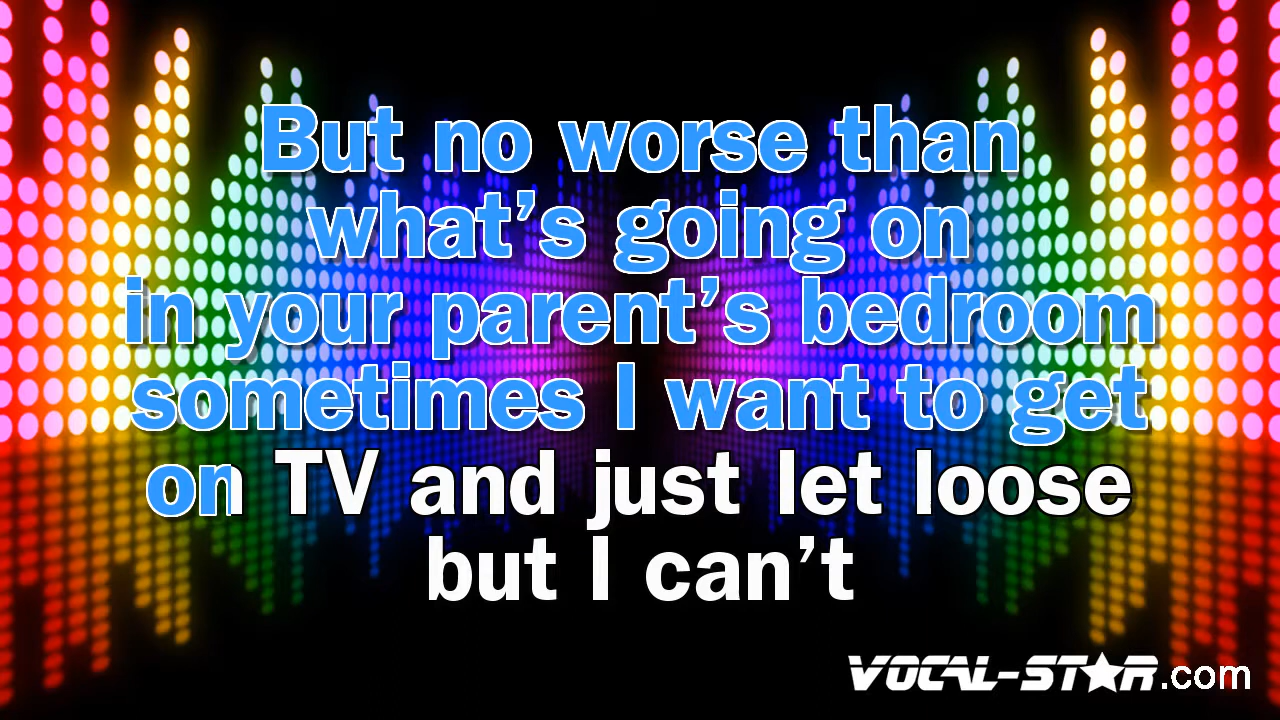 But no worse than
what's going on
in your parent's bedroom
sometimes I want to get
on TV and just let loose
but I can't
VOCAL-STAR.com